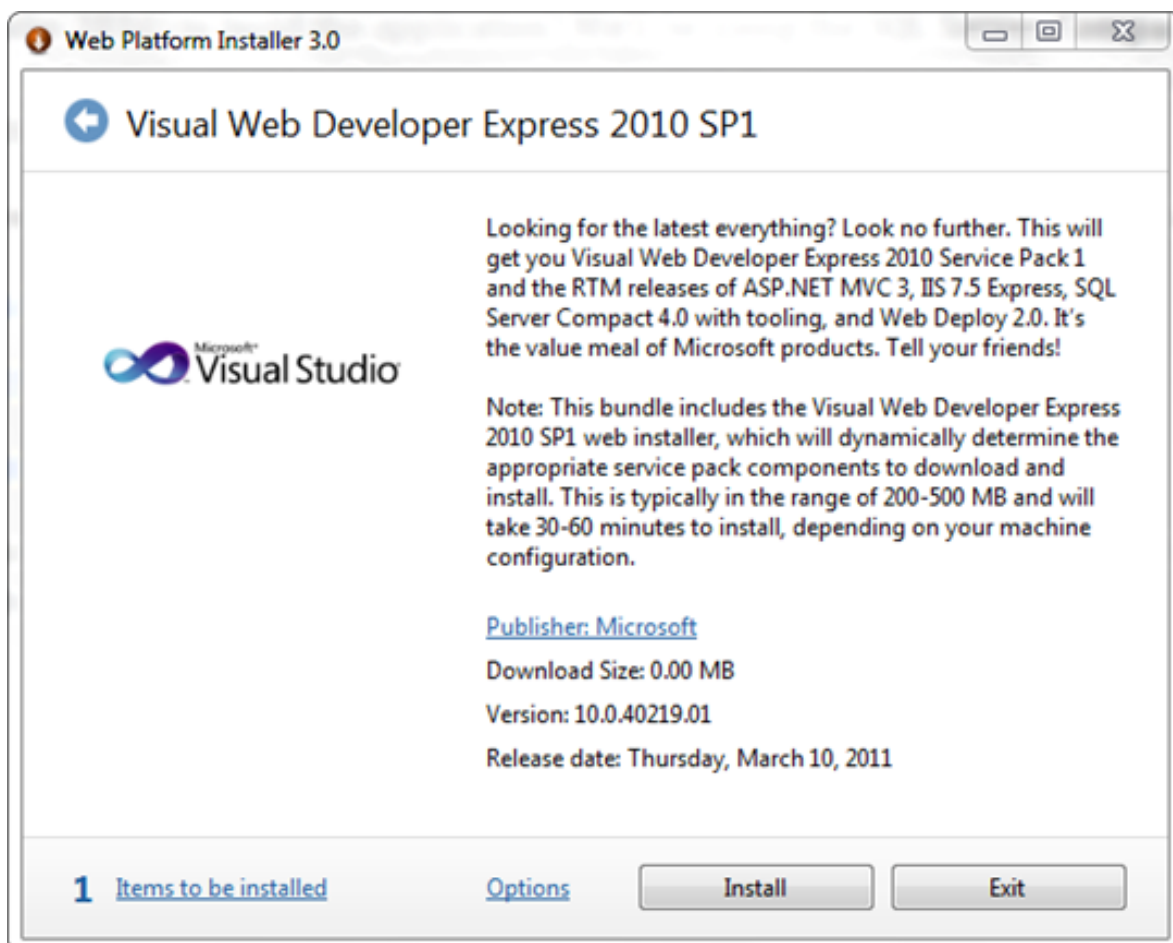 Web Platform Installer 3.0
Visual Web Developer Express 2010 SP1
Looking for the latest everything? Look no further. This will
get you Visual Web Developer Express 2010 Service Pack 1
and the RTM releases of ASP.NET MVC 3, IIS 7.5 Express, SQL
Server Compact 4.0 with tooling, and Web Deploy 2.0. It's
the value meal of Microsoft products. Tell your friends!
Microsoft®
Visual Studio
Note: This bundle includes the Visual Web Developer Express
2010 SP1 web installer, which will dynamically determine the
appropriate service pack components to download and
install. This is typically in the range of 200-500 MB and will
take 30-60 minutes to install, depending on your machine
configuration.
Publisher: Microsoft
Download Size: 0.00 MB
Version: 10.0.40219.01
Release date: Thursday, March 10, 2011
1 Items to be installed Options Install Exit